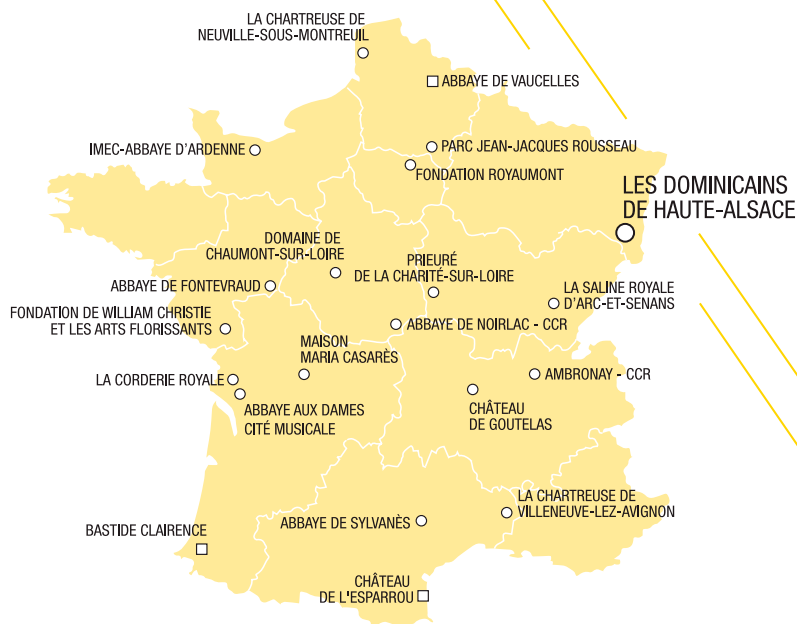 LA CHARTREUSE DE
NEUVILLE-SOUS-MONTREUIL
ABBAYE DE VAUCELLES
IMEC-ABBAYE D'ARDENNE
PARC JEAN-JACQUES ROUSSEAU
FONDATION ROYAUMONT
LES DOMINICAINS
DE HAUTE-ALSACE
DOMAINE DE
CHAUMONT-SUR-LOIRE
PRIEURÉ
DE LA CHARITÉ-SUR-LOIRE
ABBAYE DE FONTEVRAUD
LA SALINE ROYALE
D'ARC-ET-SENANS
FONDATION DE WILLIAM CHRISTIE
ET LES ARTS FLORISSANTS
ABBAYE DE NOIRLAC - CCR
MAISON
MARIA CASARÈS
LA CORDERIE ROYALE
AMBRONAY - CCR
ABBAYE AUX DAMES
CITÉ MUSICALE
CHÂTEAU
DE GOUTELAS
LA CHARTREUSE DE
VILLENEUVE-LEZ-AVIGNON
ABBAYE DE SYLVANÈS
BASTIDE CLAIRENCE
CHÂTEAU
DE L'ESPARROU